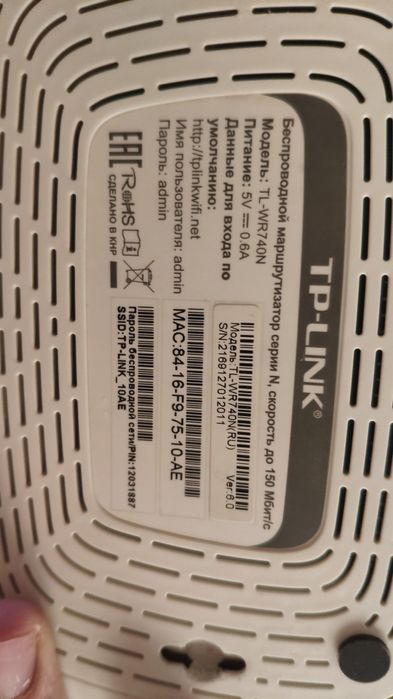 TP-LINK®
Беспроводной маршрутизатор серии N, скорость до 150 Мбит/с
Модель: TL-WR740N
Питание: 5V ⎓ 0.6A
Данные для входа по
умолчанию:
http://tplinkwifi.net
Имя пользователя: admin
Пароль: admin
EAC RoHS
СДЕЛАНО В КНР
Модель:TL-WR740N(RU) Ver:6.0
S/N:2169127012011
MAC:84-16-F9-75-10-AE
Пароль беспроводной сети/PIN:12031887
SSID:TP-LINK_10AE